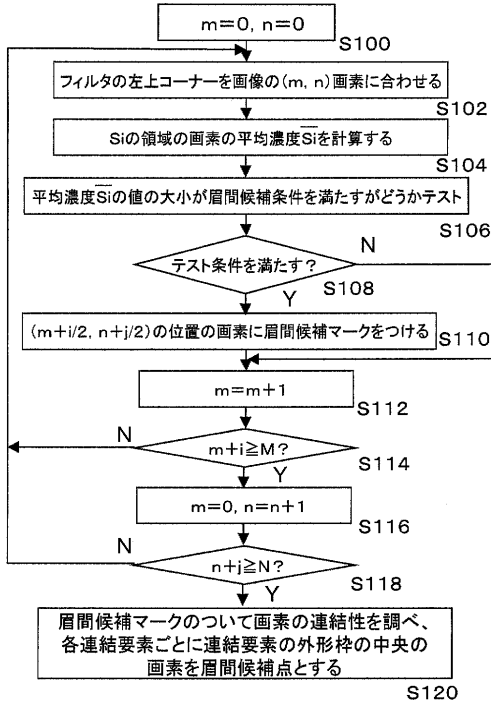 m=0, n=0
S100
フィルタの左上コーナーを画像の(m, n)画素に合わせる
S102
Siの領域の画素の平均濃度S̅i̅を計算する
S104
平均濃度S̅i̅の値の大小が眉間候補条件を満たすがどうかテスト
S106
テスト条件を満たす?
N
S108
Y
(m+i/2, n+j/2)の位置の画素に眉間候補マークをつける
S110
m=m+1
S112
N
m+i≧M?
S114
Y
m=0, n=n+1
S116
N
n+j≧N?
S118
Y
眉間候補マークのついて画素の連結性を調べ、
各連結要素ごとに連結要素の外形枠の中央の
画素を眉間候補点とする
S120